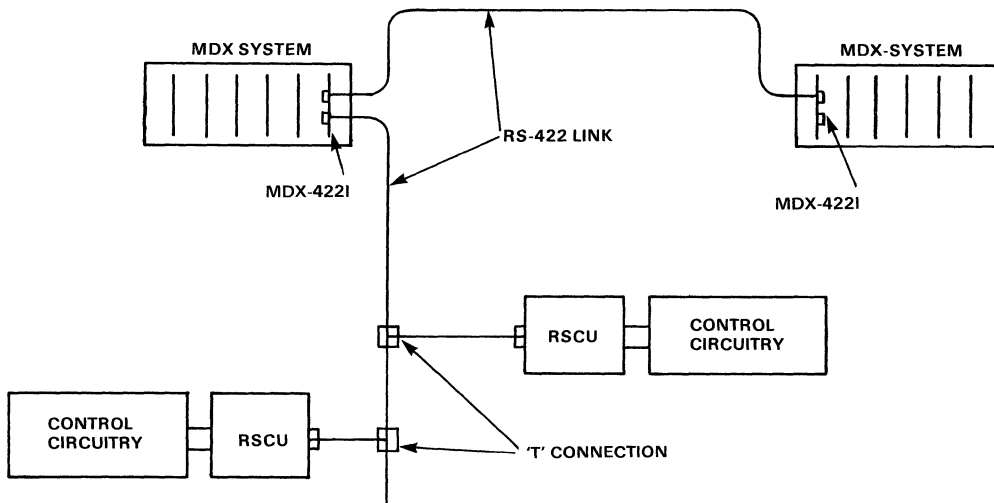 MDX SYSTEM
MDX-SYSTEM
RS-422 LINK
MDX-422I
MDX-422I
RSCU
CONTROL
CIRCUITRY
CONTROL
CIRCUITRY
RSCU
'T' CONNECTION